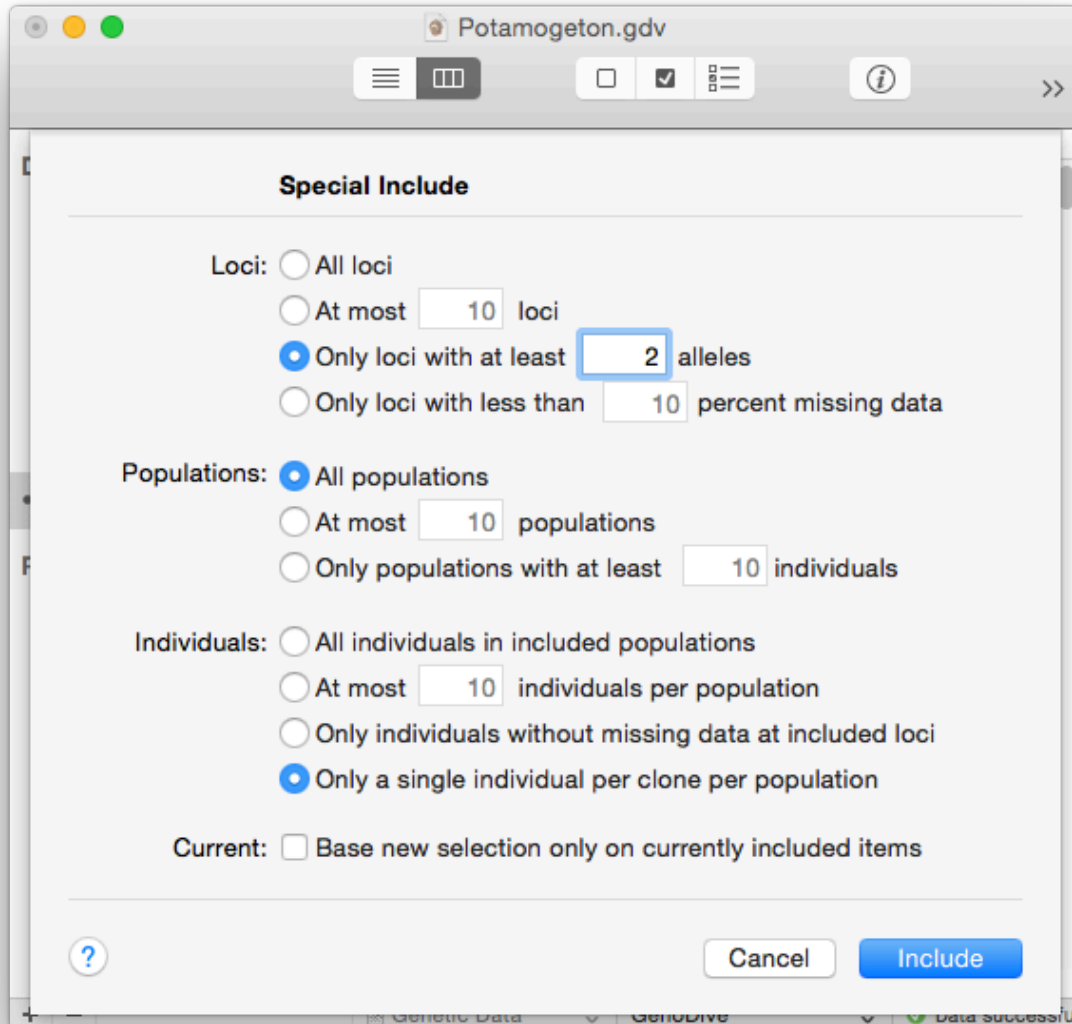 Potamogeton.gdv
Special Include
Loci: All loci
At most 10 loci
Only loci with at least 2 alleles
Only loci with less than 10 percent missing data
Populations: All populations
At most 10 populations
Only populations with at least 10 individuals
Individuals: All individuals in included populations
At most 10 individuals per population
Only individuals without missing data at included loci
Only a single individual per clone per population
Current: Base new selection only on currently included items
? Cancel Include
Genetic Data GenoDive Data